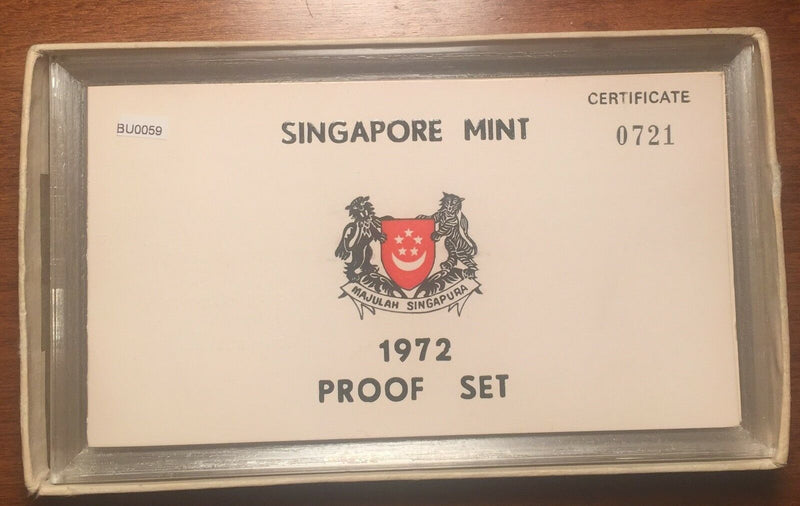 CERTIFICATE
BU0059
SINGAPORE MINT
0721
MAJULAH SINGAPURA
1972
PROOF SET